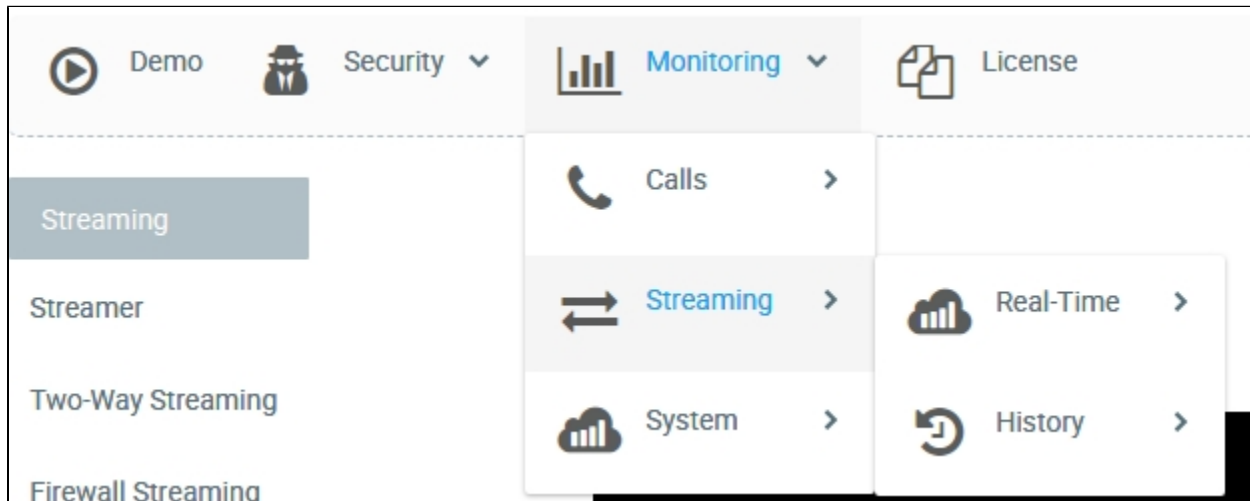 Demo
Security
Monitoring
License
Calls
Streaming
System
Real-Time
History
Streaming
Streamer
Two-Way Streaming
Firewall Streaming